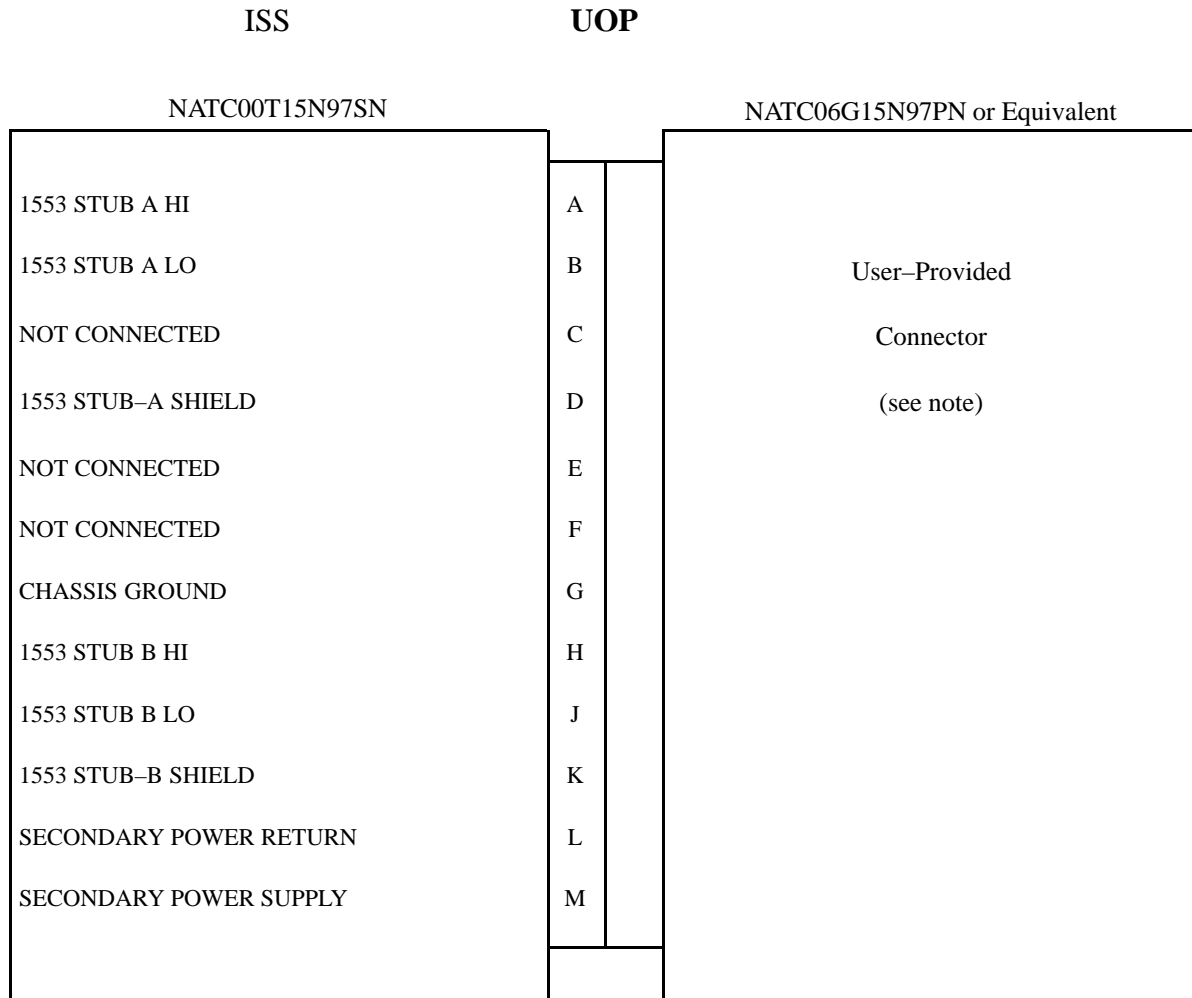 ISS UOP
NATC00T15N97SN NATC06G15N97PN or Equivalent
1553 STUB A HI A
1553 STUB A LO B User–Provided
NOT CONNECTED C Connector
1553 STUB–A SHIELD D (see note)
NOT CONNECTED E
NOT CONNECTED F
CHASSIS GROUND G
1553 STUB B HI H
1553 STUB B LO J
1553 STUB–B SHIELD K
SECONDARY POWER RETURN L
SECONDARY POWER SUPPLY M